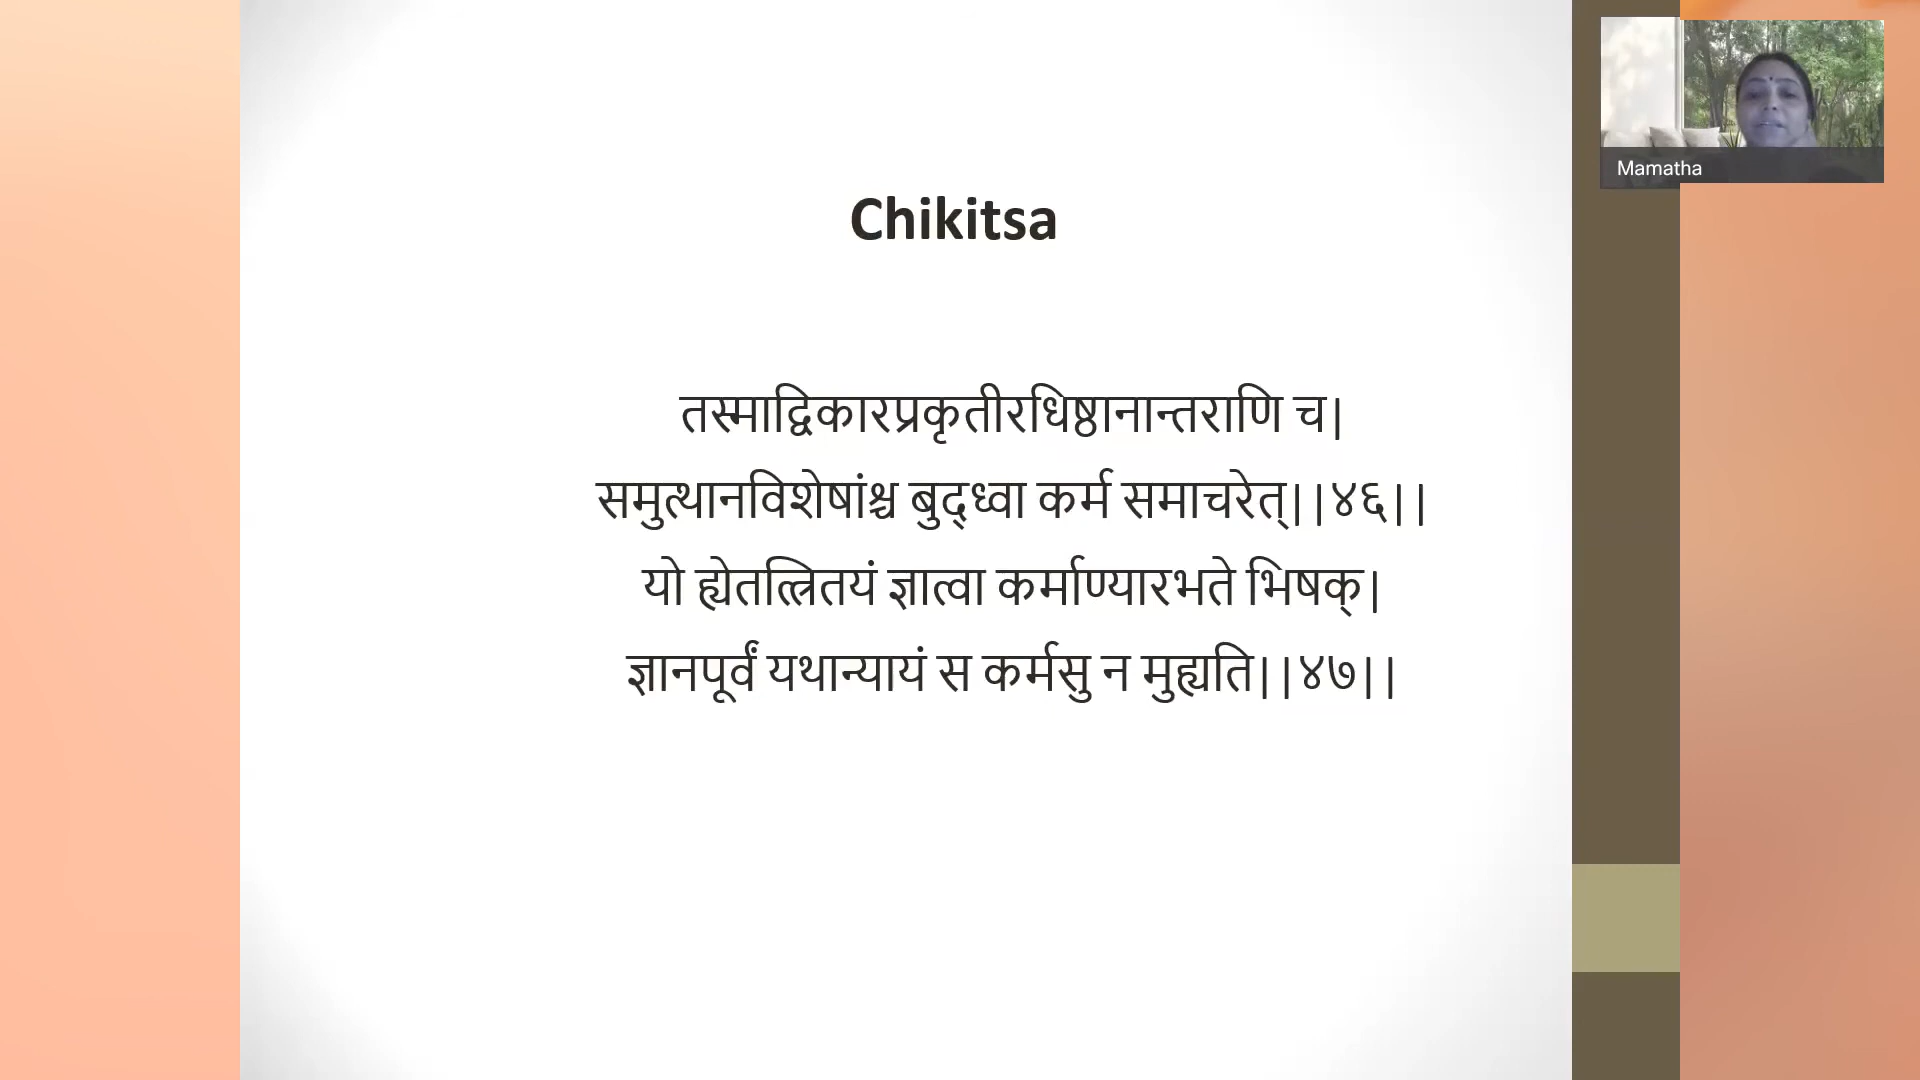 Mamatha
Chikitsa
तस्माद्विकारप्रकृतीरधिष्ठानान्तराणि च|
समुत्थानविशेषांश्च बुद्ध्वा कर्म समाचरेत्||४६||
यो ह्येतत्त्रितयं ज्ञात्वा कर्माण्यारभते भिषक्|
ज्ञानपूर्वं यथान्यायं स कर्मसु न मुह्यति||४७||